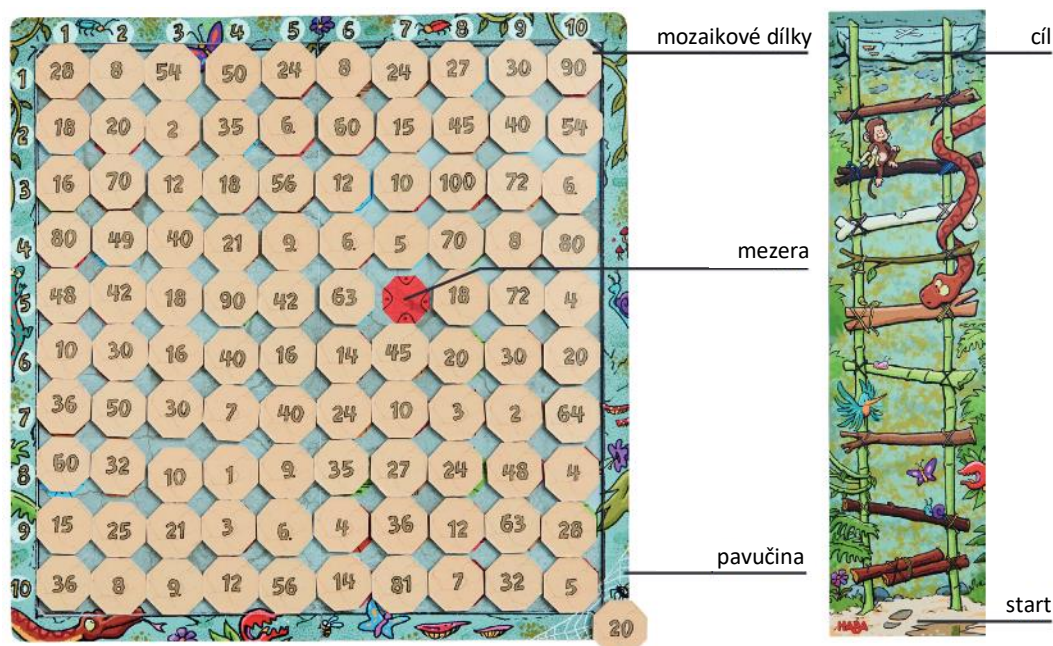 1 2 3 4 5 6 7 8 9 10 mozaikové dílky cíl
1 28 8 54 50 24 8 24 27 30 90
2 18 20 2 35 6. 60 15 45 40 54
3 16 70 12 18 56 12 10 100 72 6.
4 80 49 40 21 9. 6. 5 70 8 80
mezera
5 48 42 18 90 42 63 18 72 4
6 10 30 16 40 16 14 45 20 30 20
7 36 50 30 7 40 24 10 3 2 64
8 60 32 10 1 9. 35 27 24 48 4
9 15 25 21 3 6. 4 36 12 63 28
pavučina
10 36 8 9. 12 56 14 81 7 32 5
start
20
HABA